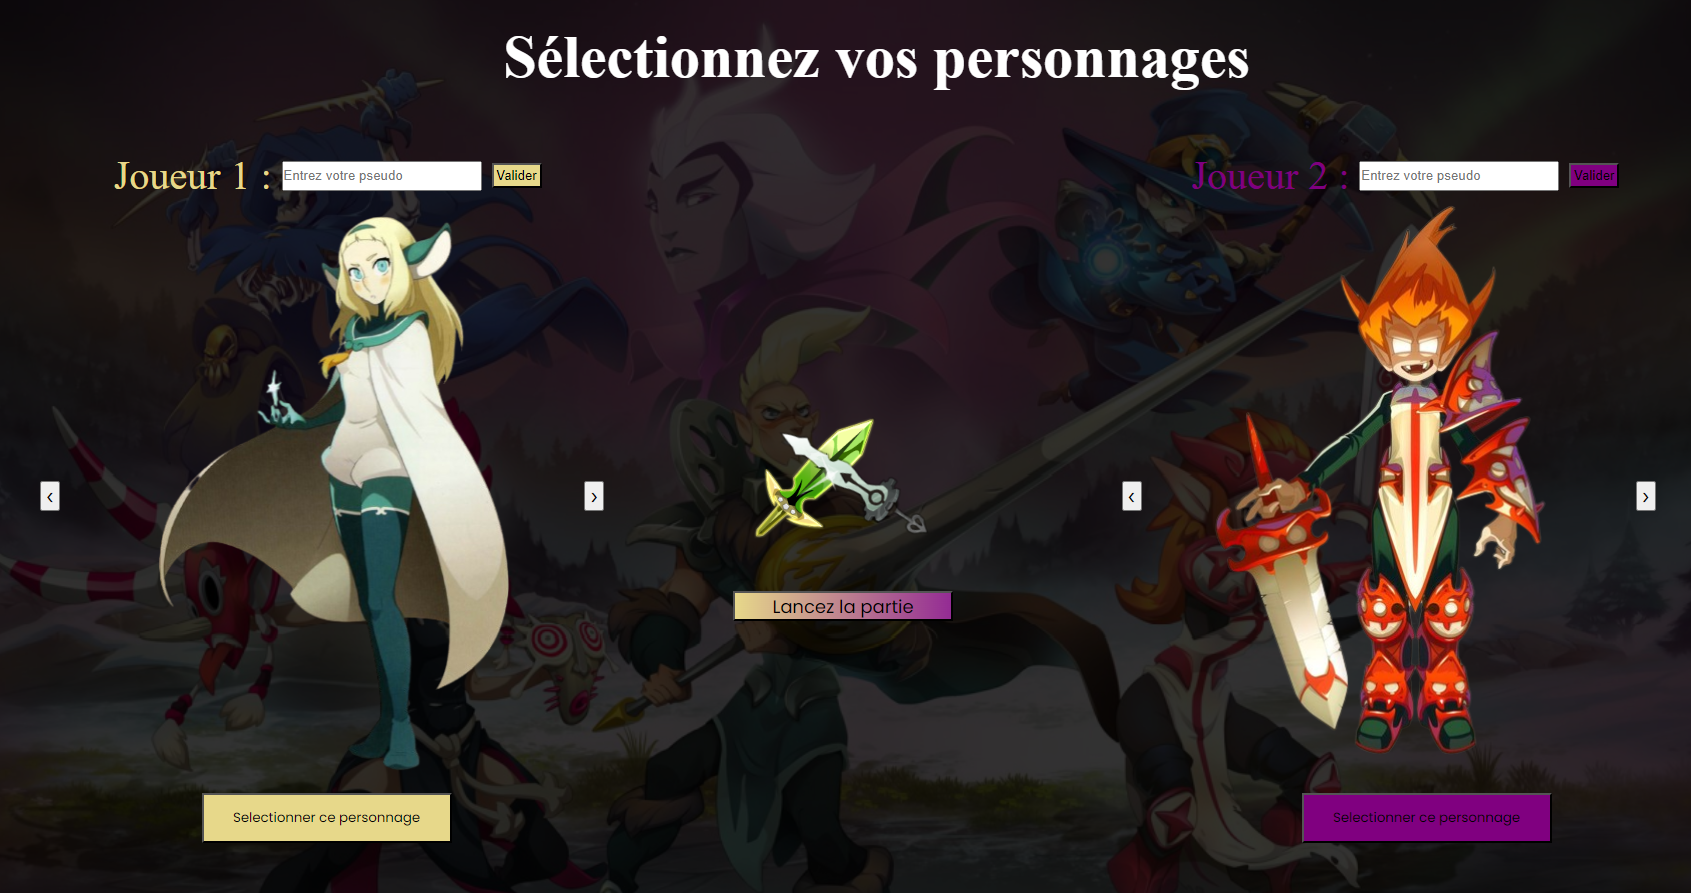 Sélectionnez vos personnages
Joueur 1 : Entrez votre pseudo Valider
Joueur 2 : Entrez votre pseudo Valider
‹ ›
‹ ›
Lancez la partie
Selectionner ce personnage
Selectionner ce personnage